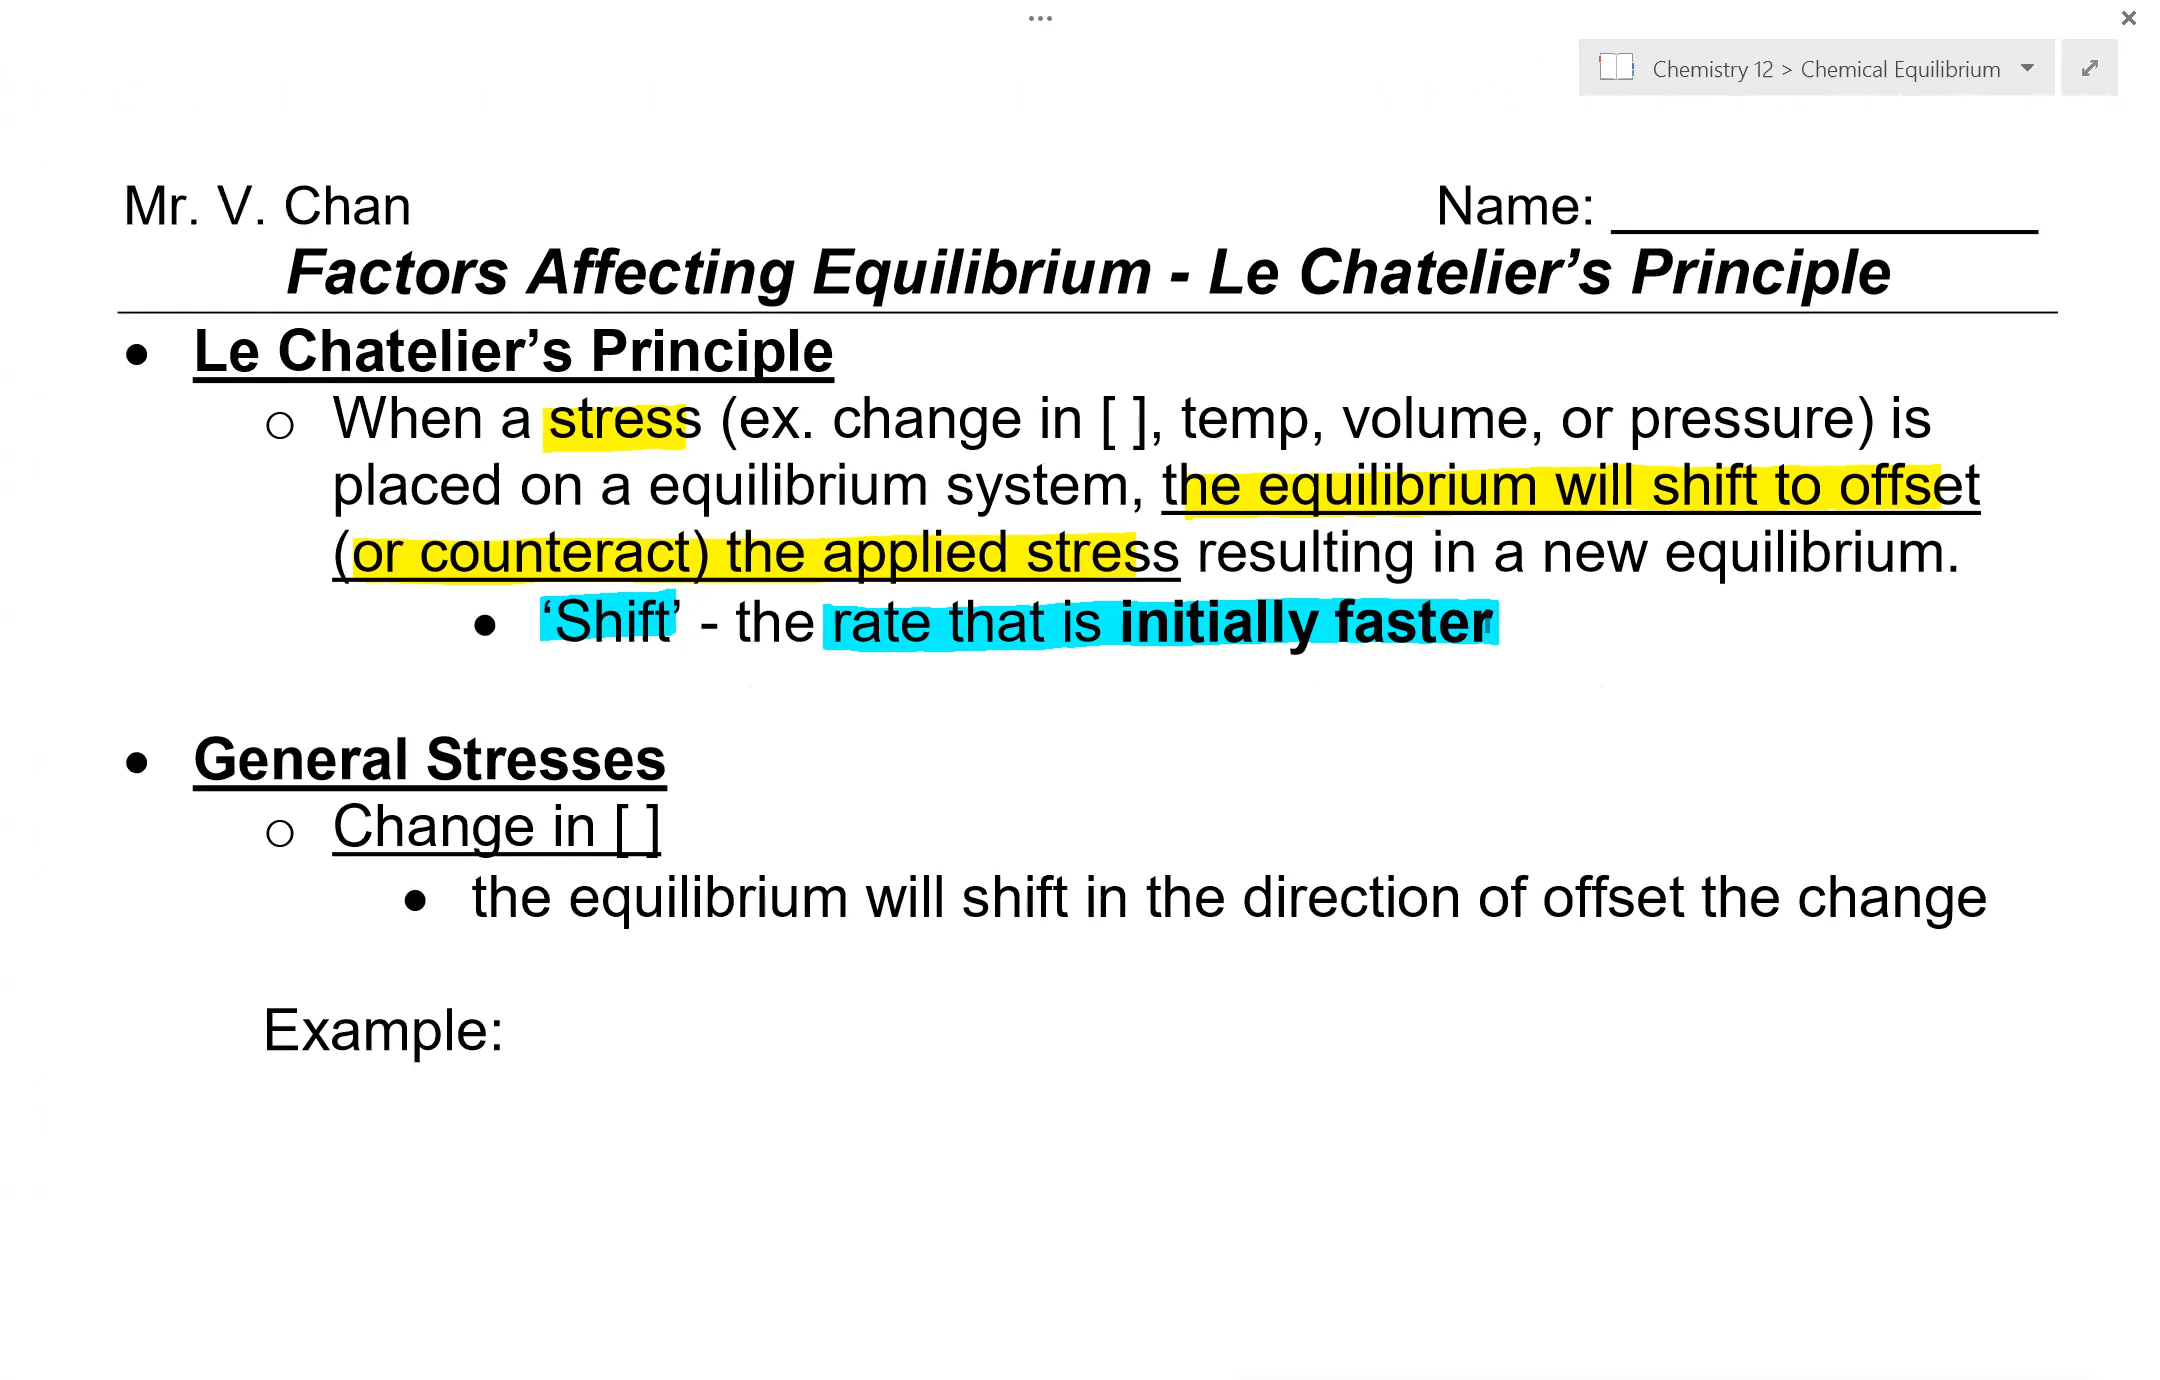 Chemistry 12 > Chemical Equilibrium
Mr. V. Chan Name: _______________
Factors Affecting Equilibrium - Le Chatelier’s Principle
• Le Chatelier’s Principle
○ When a stress (ex. change in [ ], temp, volume, or pressure) is
placed on a equilibrium system, the equilibrium will shift to offset
(or counteract) the applied stress resulting in a new equilibrium.
• ‘Shift’ - the rate that is initially faster
• General Stresses
○ Change in [ ]
• the equilibrium will shift in the direction of offset the change
Example: